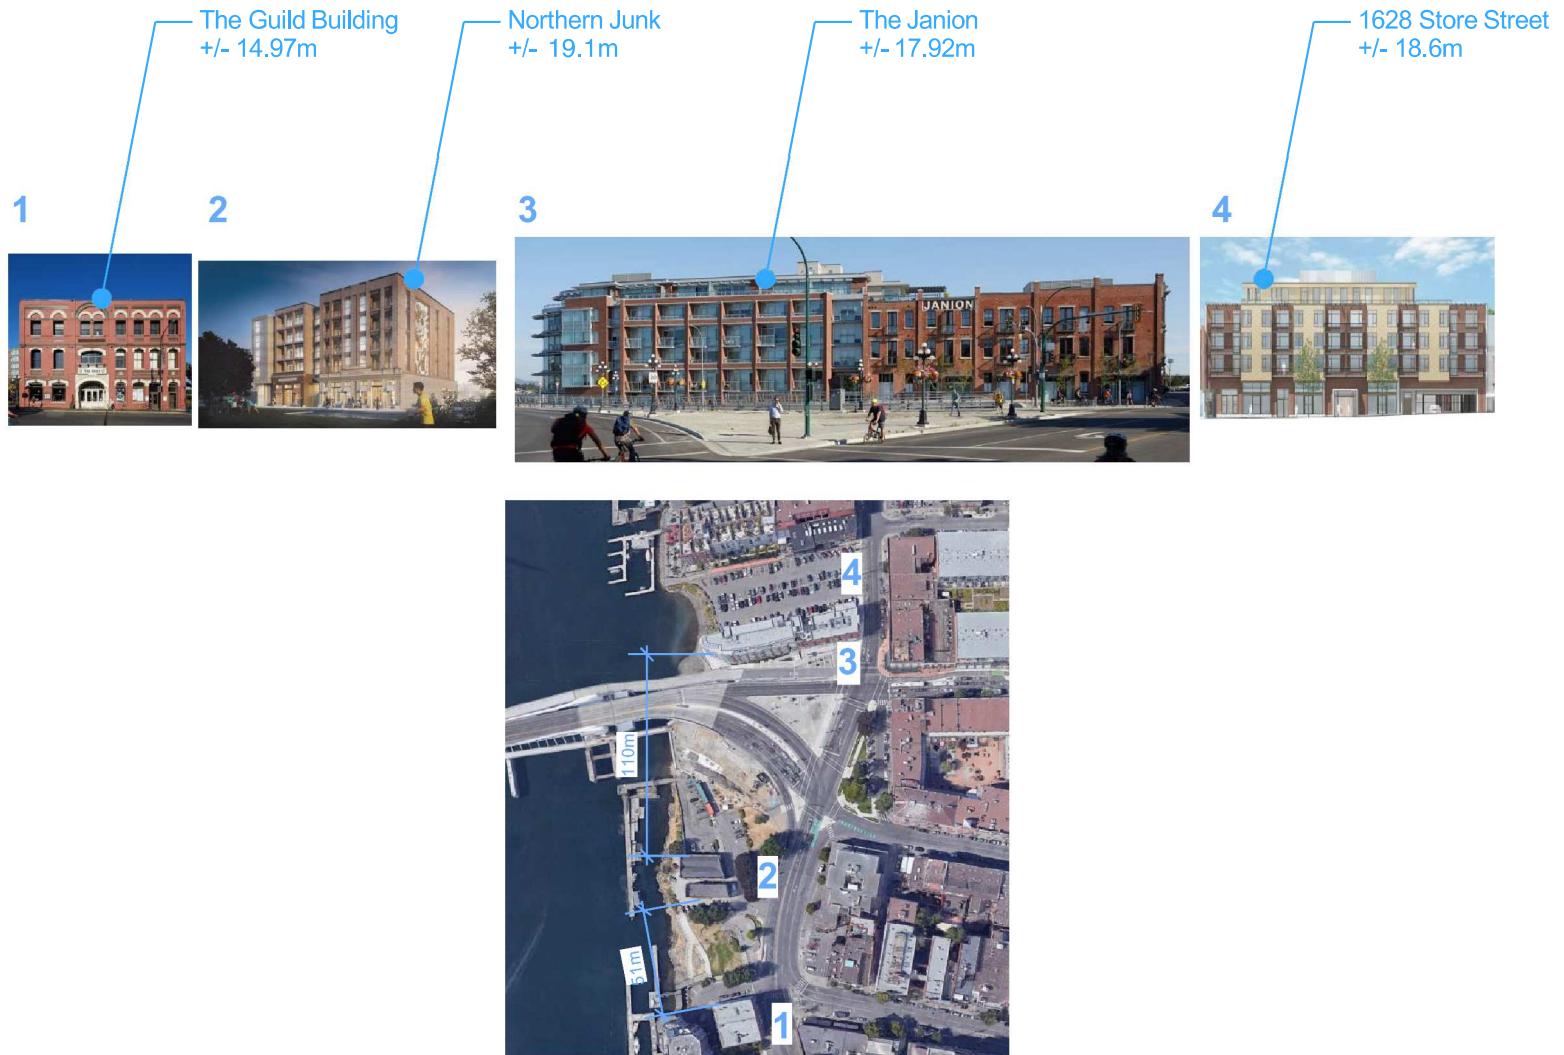 The Guild Building
+/- 14.97m
Northern Junk
+/- 19.1m
The Janion
+/- 17.92m
1628 Store Street
+/- 18.6m
1
2
3
4
JANION
4
3
110m
2
51m
1